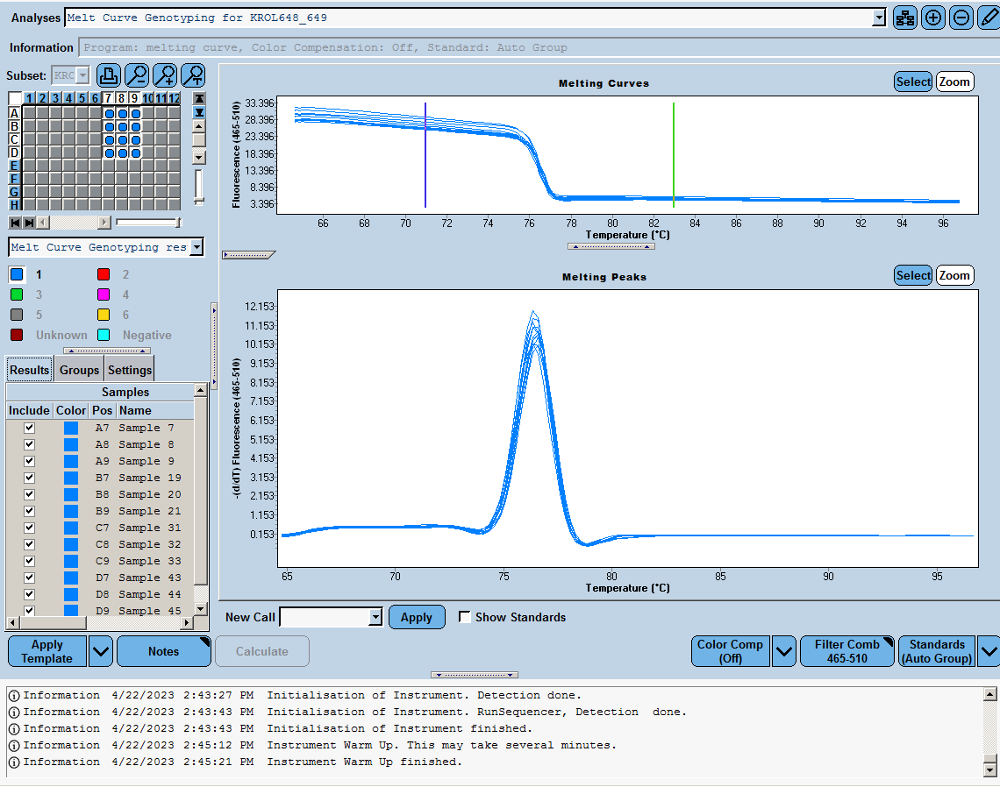 Analyses Melt Curve Genotyping for KROL648_649
Information Program: melting curve, Color Compensation: Off, Standard: Auto Group
Subset: KRC
1 2 3 4 5 6 7 8 9 10 11 12
A
B
C
D
E
F
G
H
Melt Curve Genotyping res
1 2
3 4
5 6
Unknown Negative
Results Groups Settings
Samples
Include Color Pos Name
A7 Sample 7
A8 Sample 8
A9 Sample 9
B7 Sample 19
B8 Sample 20
B9 Sample 21
C7 Sample 31
C8 Sample 32
C9 Sample 33
D7 Sample 43
D8 Sample 44
D9 Sample 45
Melting Curves
Select Zoom
Fluorescence (465-510)
33.396
28.396
23.396
18.396
13.396
8.396
3.396
66 68 70 72 74 76 78 80 82 84 86 88 90 92 94 96
Temperature (°C)
Melting Peaks
Select Zoom
-(d/dT) Fluorescence (465-510)
12.153
11.153
10.153
9.153
8.153
7.153
6.153
5.153
4.153
3.153
2.153
1.153
0.153
65 70 75 80 85 90 95
Temperature (°C)
New Call Apply Show Standards
Apply
Template
Notes
Calculate
Color Comp
(Off)
Filter Comb
465-510
Standards
(Auto Group)
Information 4/22/2023 2:43:27 PM Initialisation of Instrument. Detection done.
Information 4/22/2023 2:43:43 PM Initialisation of Instrument. RunSequencer, Detection done.
Information 4/22/2023 2:43:43 PM Initialisation of Instrument finished.
Information 4/22/2023 2:45:12 PM Instrument Warm Up. This may take several minutes.
Information 4/22/2023 2:45:21 PM Instrument Warm Up finished.